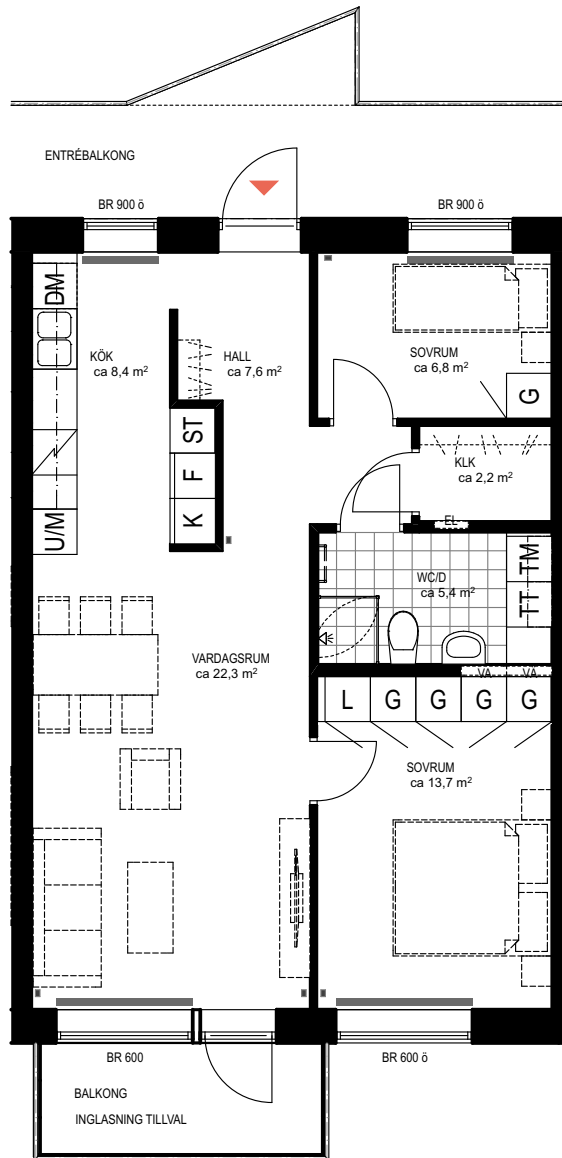 ENTRÉBALKONG
BR 900 ö
BR 900 ö
DM
KÖK
ca 8,4 m²
HALL
ca 7,6 m²
SOVRUM
ca 6,8 m²
G
ST
F
K
U/M
KLK
ca 2,2 m²
EL
WC/D
ca 5,4 m²
TM
TT
VARDAGSRUM
ca 22,3 m²
VA
VA
L
G
G
G
G
SOVRUM
ca 13,7 m²
BR 600
BR 600 ö
BALKONG
INGLASNING TILLVAL